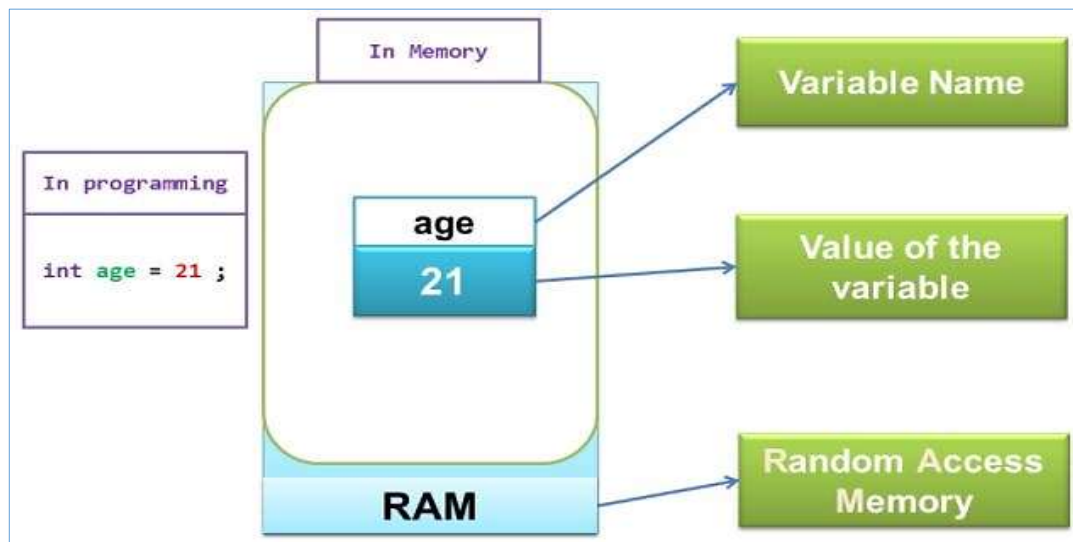 In Memory
Variable Name
In programming
int age = 21 ;
age
21
Value of the
variable
RAM
Random Access
Memory